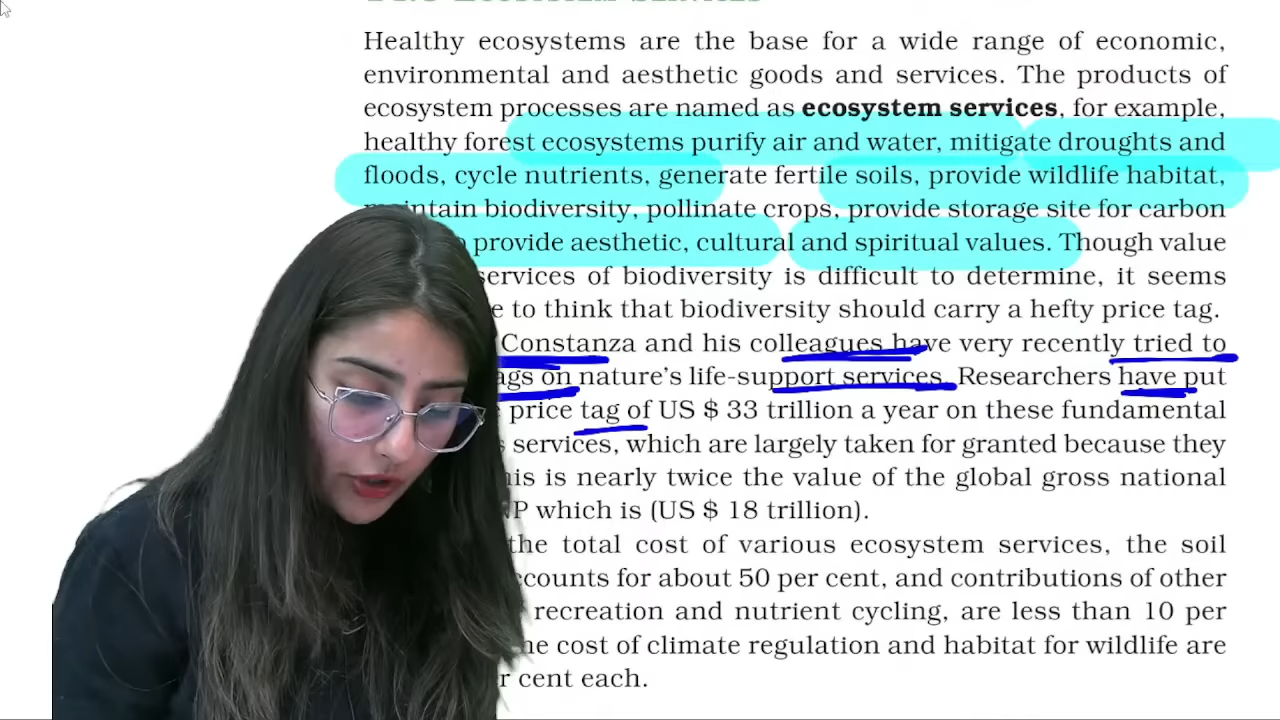 Healthy ecosystems are the base for a wide range of economic,
environmental and aesthetic goods and services. The products of
ecosystem processes are named as ecosystem services, for example,
healthy forest ecosystems purify air and water, mitigate droughts and
floods, cycle nutrients, generate fertile soils, provide wildlife habitat,
maintain biodiversity, pollinate crops, provide storage site for carbon
provide aesthetic, cultural and spiritual values. Though value
services of biodiversity is difficult to determine, it seems
to think that biodiversity should carry a hefty price tag.
Constanza and his colleagues have very recently tried to
on nature's life-support services. Researchers have put
price tag of US $ 33 trillion a year on these fundamental
services, which are largely taken for granted because they
is nearly twice the value of the global gross national
which is (US $ 18 trillion).
the total cost of various ecosystem services, the soil
for about 50 per cent, and contributions of other
recreation and nutrient cycling, are less than 10 per
cost of climate regulation and habitat for wildlife are
cent each.